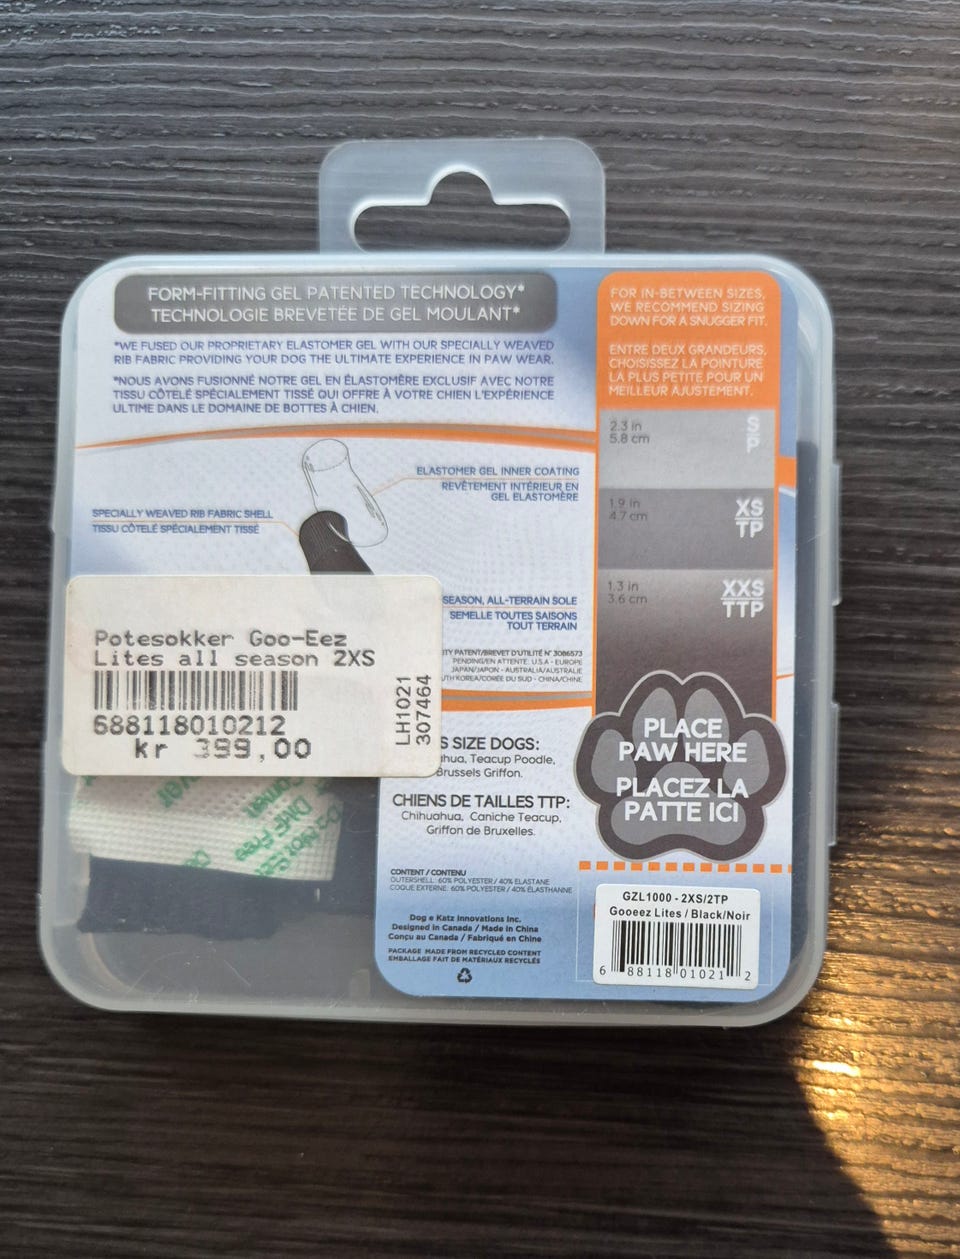 FORM-FITTING GEL PATENTED TECHNOLOGY*
TECHNOLOGIE BREVETÉE DE GEL MOULANT*
*WE FUSED OUR PROPRIETARY ELASTOMER GEL WITH OUR SPECIALLY WEAVED
RIB FABRIC PROVIDING YOUR DOG THE ULTIMATE EXPERIENCE IN PAW WEAR.
*NOUS AVONS FUSIONNÉ NOTRE GEL EN ÉLASTOMÈRE EXCLUSIF AVEC NOTRE
TISSU CÔTELÉ SPÉCIALEMENT TISSÉ QUI OFFRE À VOTRE CHIEN L'EXPÉRIENCE
ULTIME DANS LE DOMAINE DE BOTTES À CHIEN.
ELASTOMER GEL INNER COATING
REVÊTEMENT INTÉRIEUR EN
GEL ELASTOMÈRE
SPECIALLY WEAVED RIB FABRIC SHELL
TISSU CÔTELÉ SPÉCIALEMENT TISSÉ
SEASON, ALL-TERRAIN SOLE
SEMELLE TOUTES SAISONS
TOUT TERRAIN
PATENT/BREVET D'UTILITÉ N° 3086573
PENDING/EN ATTENTE: U.S.A - EUROPE
JAPAN/JAPON - AUSTRALIA/AUSTRALIE
KOREA/CORÉE DU SUD - CHINA/CHINE
FOR IN-BETWEEN SIZES,
WE RECOMMEND SIZING
DOWN FOR A SNUGGER FIT.
ENTRE DEUX GRANDEURS,
CHOISISSEZ LA POINTURE
LA PLUS PETITE POUR UN
MEILLEUR AJUSTEMENT.
2.3 in
5.8 cm
S
P
1.9 in
4.7 cm
XS
TP
1.3 in
3.6 cm
XXS
TTP
PLACE
PAW HERE
PLACEZ LA
PATTE ICI
Potesokker Goo-Eez
Lites all season 2XS
688118010212
kr 399,00
LH1021
307464
SIZE DOGS:
Teacup Poodle,
Brussels Griffon.
CHIENS DE TAILLES TTP:
Chihuahua, Caniche Teacup,
Griffon de Bruxelles.
CONTENT / CONTENU
OUTERSHELL: 60% POLYESTER / 40% ELASTANE
COQUE EXTERNE: 60% POLYESTER / 40% ÉLASTHANNE
Dog e Katz Innovations Inc.
Designed in Canada / Made in China
Conçu au Canada / Fabriqué en Chine
PACKAGE MADE FROM RECYCLED CONTENT
EMBALLAGE FAIT DE MATÉRIAUX RECYCLÉS
GZL1000 - 2XS/2TP
Gooeez Lites / Black/Noir
6 88118 01021 2